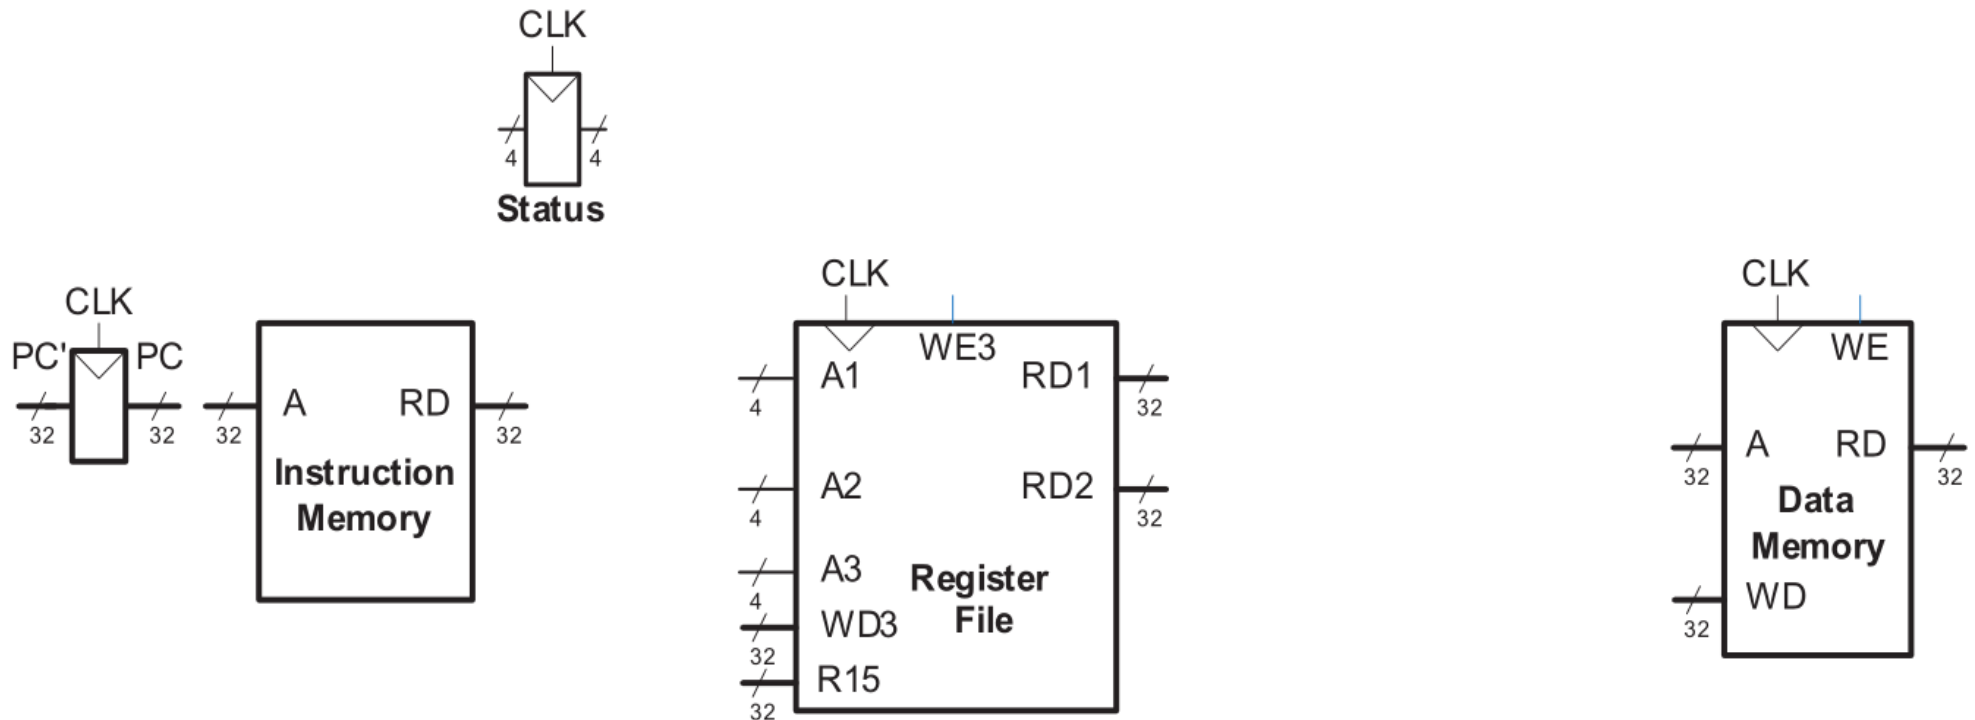 CLK
4
4
Status
CLK
PC'
PC
32
32
32
A
RD
32
Instruction
Memory
CLK
WE3
A1
4
RD1
32
A2
4
RD2
32
A3
4
WD3
32
R15
32
Register
File
CLK
WE
A
32
RD
32
Data
Memory
WD
32